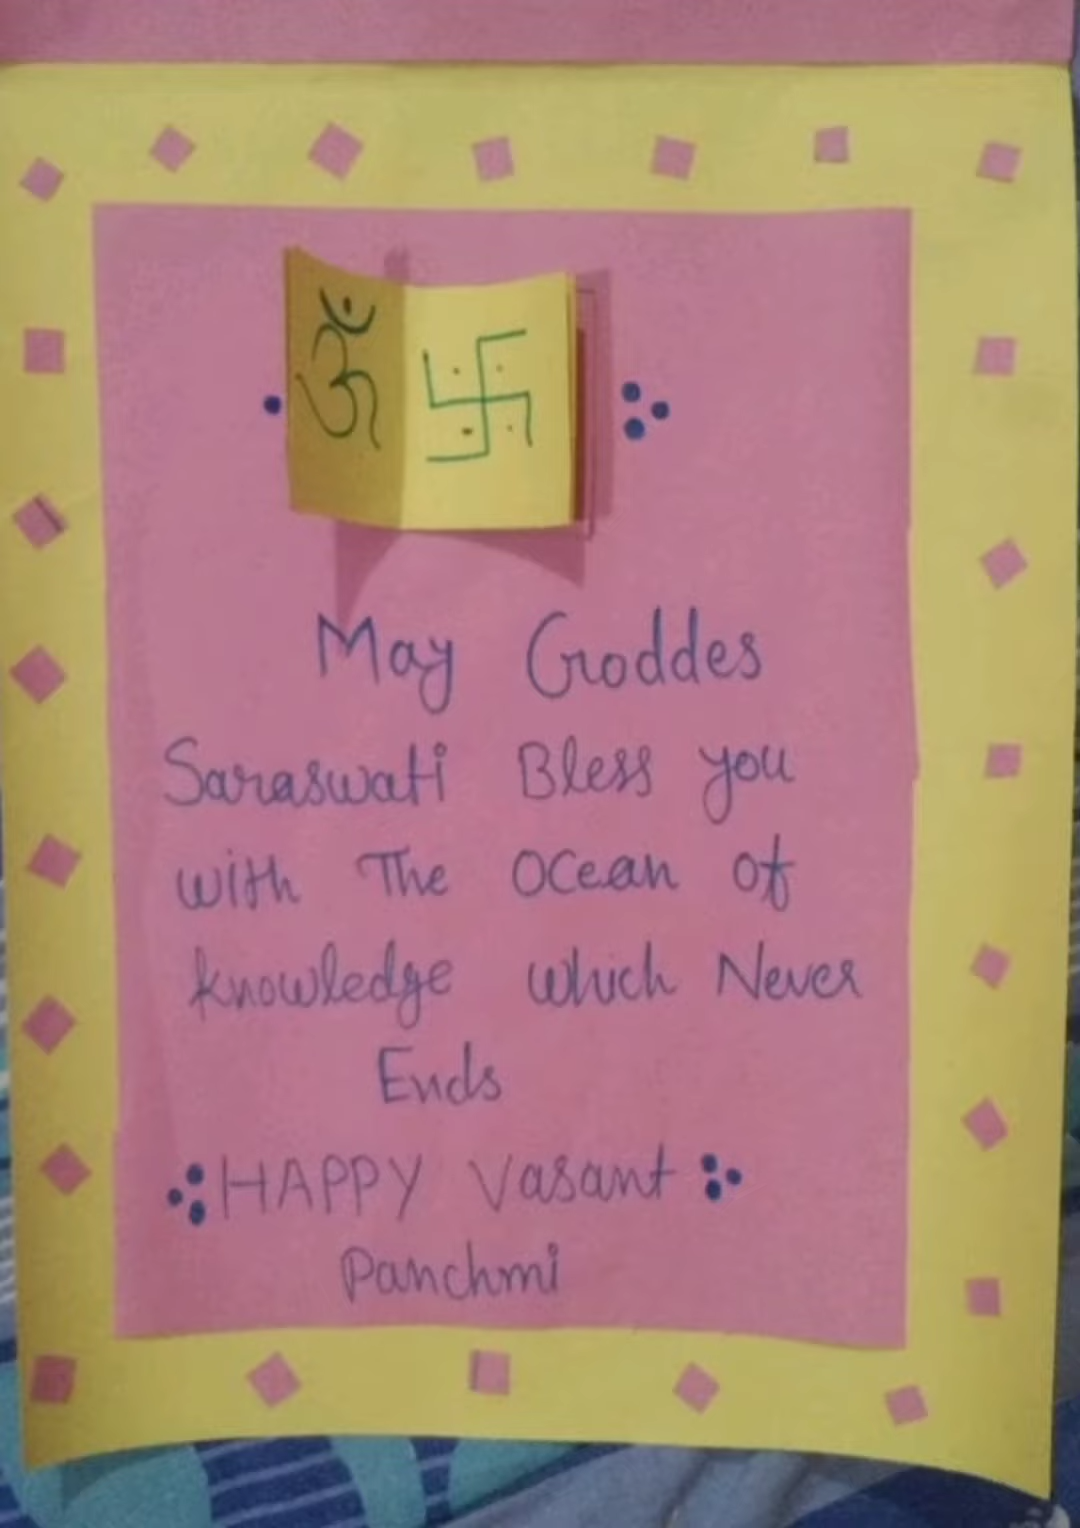 ॐ
May Goddes
Saraswati Bless you
with The Ocean of
knowledge which Never
Ends
HAPPY Vasant
Panchmi